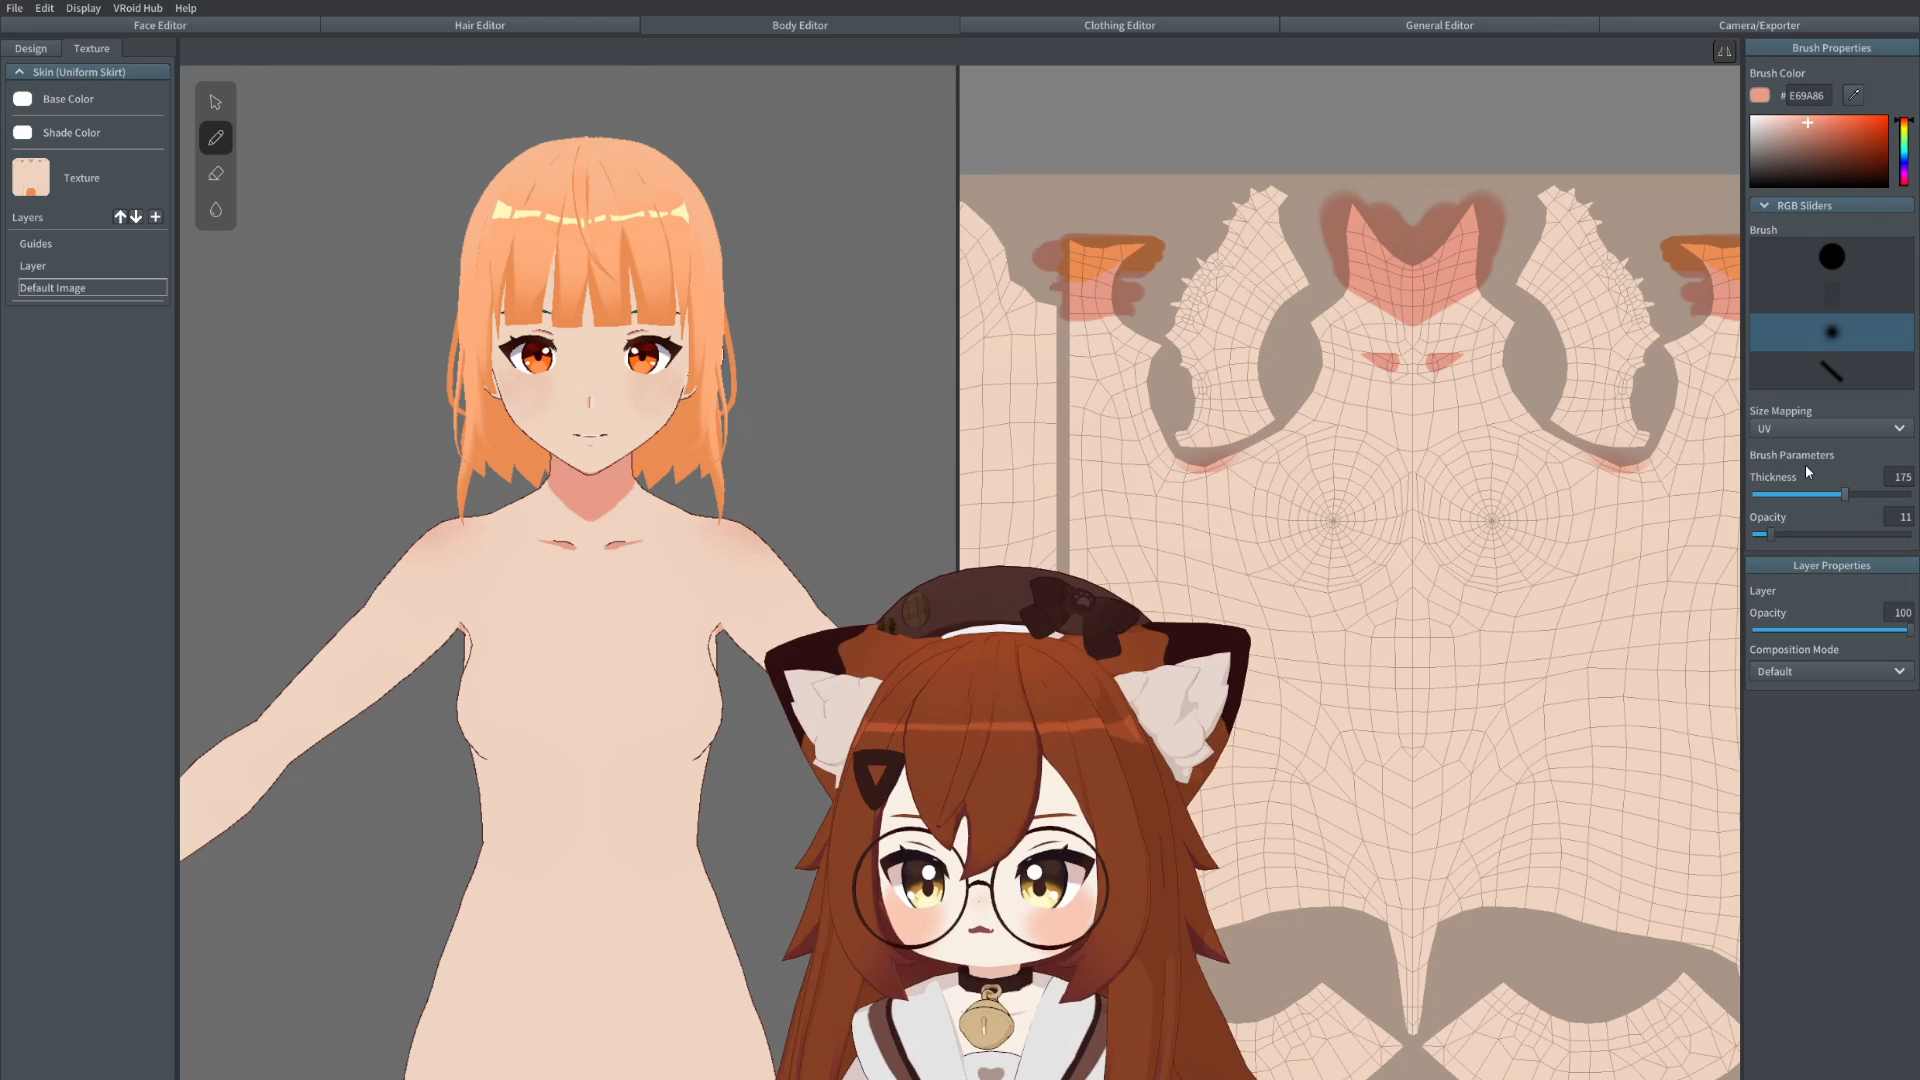 File Edit Display VRoid Hub Help
Face Editor Hair Editor Body Editor Clothing Editor General Editor Camera/Exporter
Design Texture
Skin (Uniform Skirt)
Base Color
Shade Color
Texture
Layers
Guides
Layer
Default Image
Brush Properties
Brush Color
# E69A86
RGB Sliders
Brush
Size Mapping
UV
Brush Parameters
Thickness 175
Opacity 11
Layer Properties
Layer
Opacity 100
Composition Mode
Default